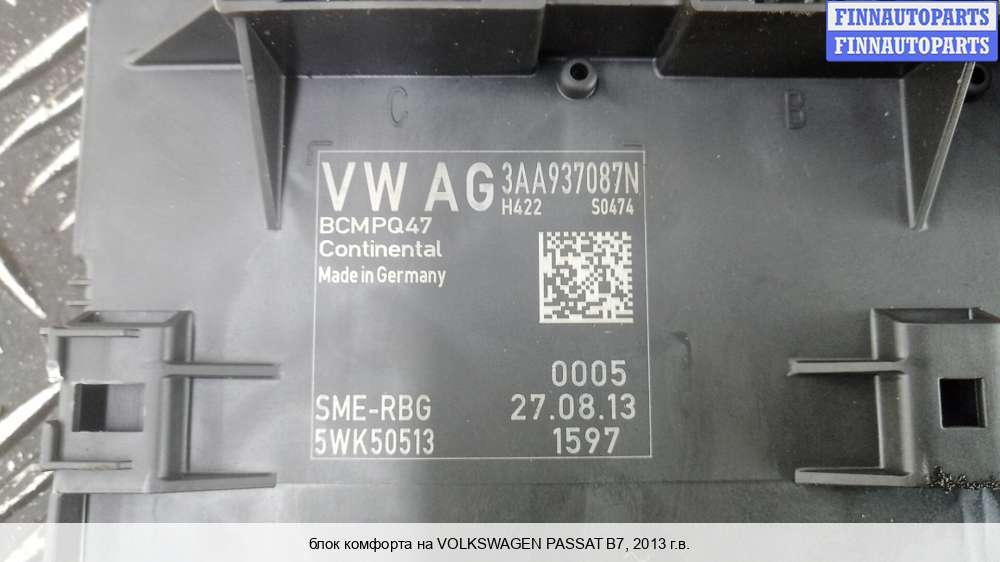 FINNAUTOPARTS
FINNAUTOPARTS
C
B
VW AG 3AA937087N
H422 S0474
BCMPQ47
Continental
Made in Germany
0005
SME-RBG 27.08.13
5WK50513 1597
блок комфорта на VOLKSWAGEN PASSAT B7, 2013 г.в.